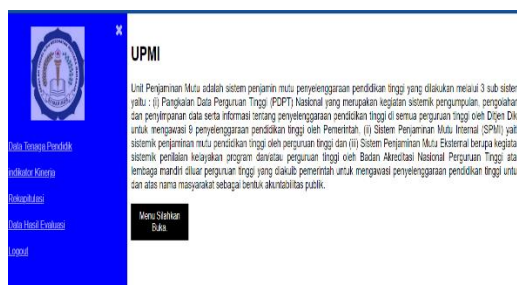 ×
UPMI
Unit Penjaminan Mutu adalah sistem penjamin mutu penyelenggaraan pendidikan tinggi yang dilakukan melalui 3 sub sister
yaitu : (i) Pangkalan Data Perguruan Tinggi (PDPT) Nasional yang merupakan kegiatan sistemik pengumpulan, pengolahar
dan penyimpanan data serta informasi tentang penyelenggaraan pendidikan tinggi di semua perguruan tinggi oleh Ditjen Dik
untuk mengawasi 9 penyelenggaraan pendidikan tinggi oleh Pemerintah, (ii) Sistem Penjaminan Mutu Internal (SPMI) yait
sistemik penjaminan mutu pendidikan tinggi oleh perguruan tinggi dan (iii) Sistem Penjaminan Mutu Eksternal berupa kegiata
sistemik penilaian kelayakan program dan/atau perguruan tinggi oleh Badan Akreditasi Nasional Perguruan Tinggi ata
lembaga mandiri diluar perguruan tinggi yang diakuib pemerintah untuk mengawasi penyelenggaraan pendidikan tinggi untu
dan atas nama masyarakat sebagai bentuk akuntabilitas publik.
Data Tenaga Pendidik
Indikator Kinerja
Rekapitulasi
Data Hasil Evaluasi
Logout
Menu Silahkan
Buka.